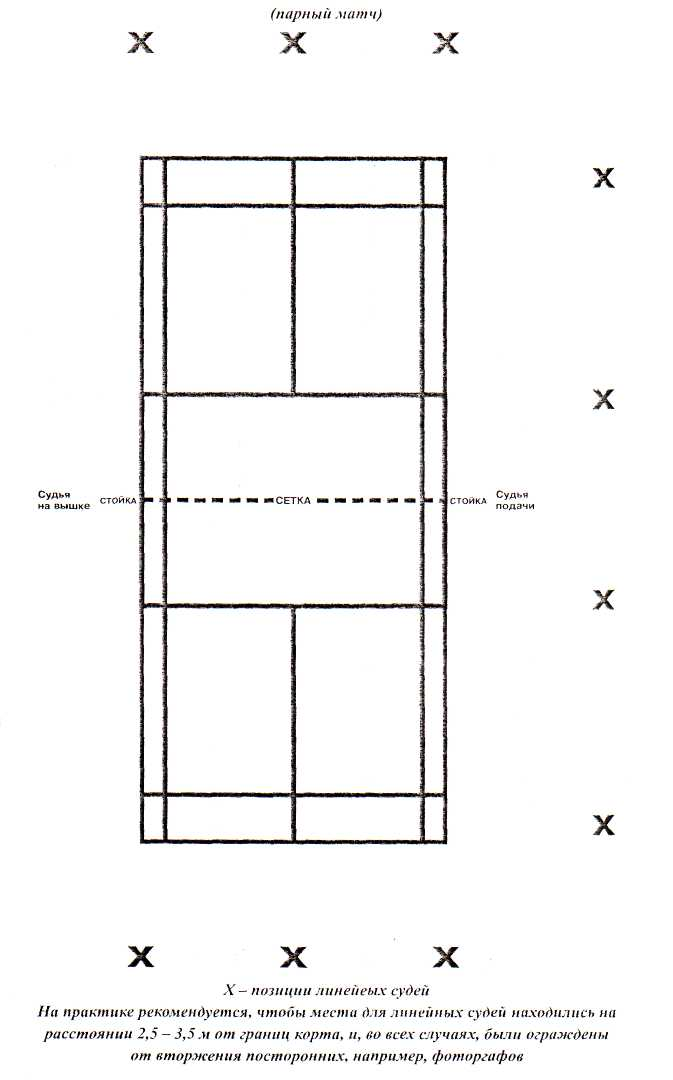 (парный матч)
X X X
X
X
Судья
на вышке
СТОЙКА
СЕТКА
СТОЙКА
Судья
подачи
X
X
X X X
X – позиции линейеых судей
На практике рекомендуется, чтобы места для линейных судей находились на
расстоянии 2,5 – 3,5 м от границ корта, и, во всех случаях, были ограждены
от вторжения посторонних, например, фоторгафов